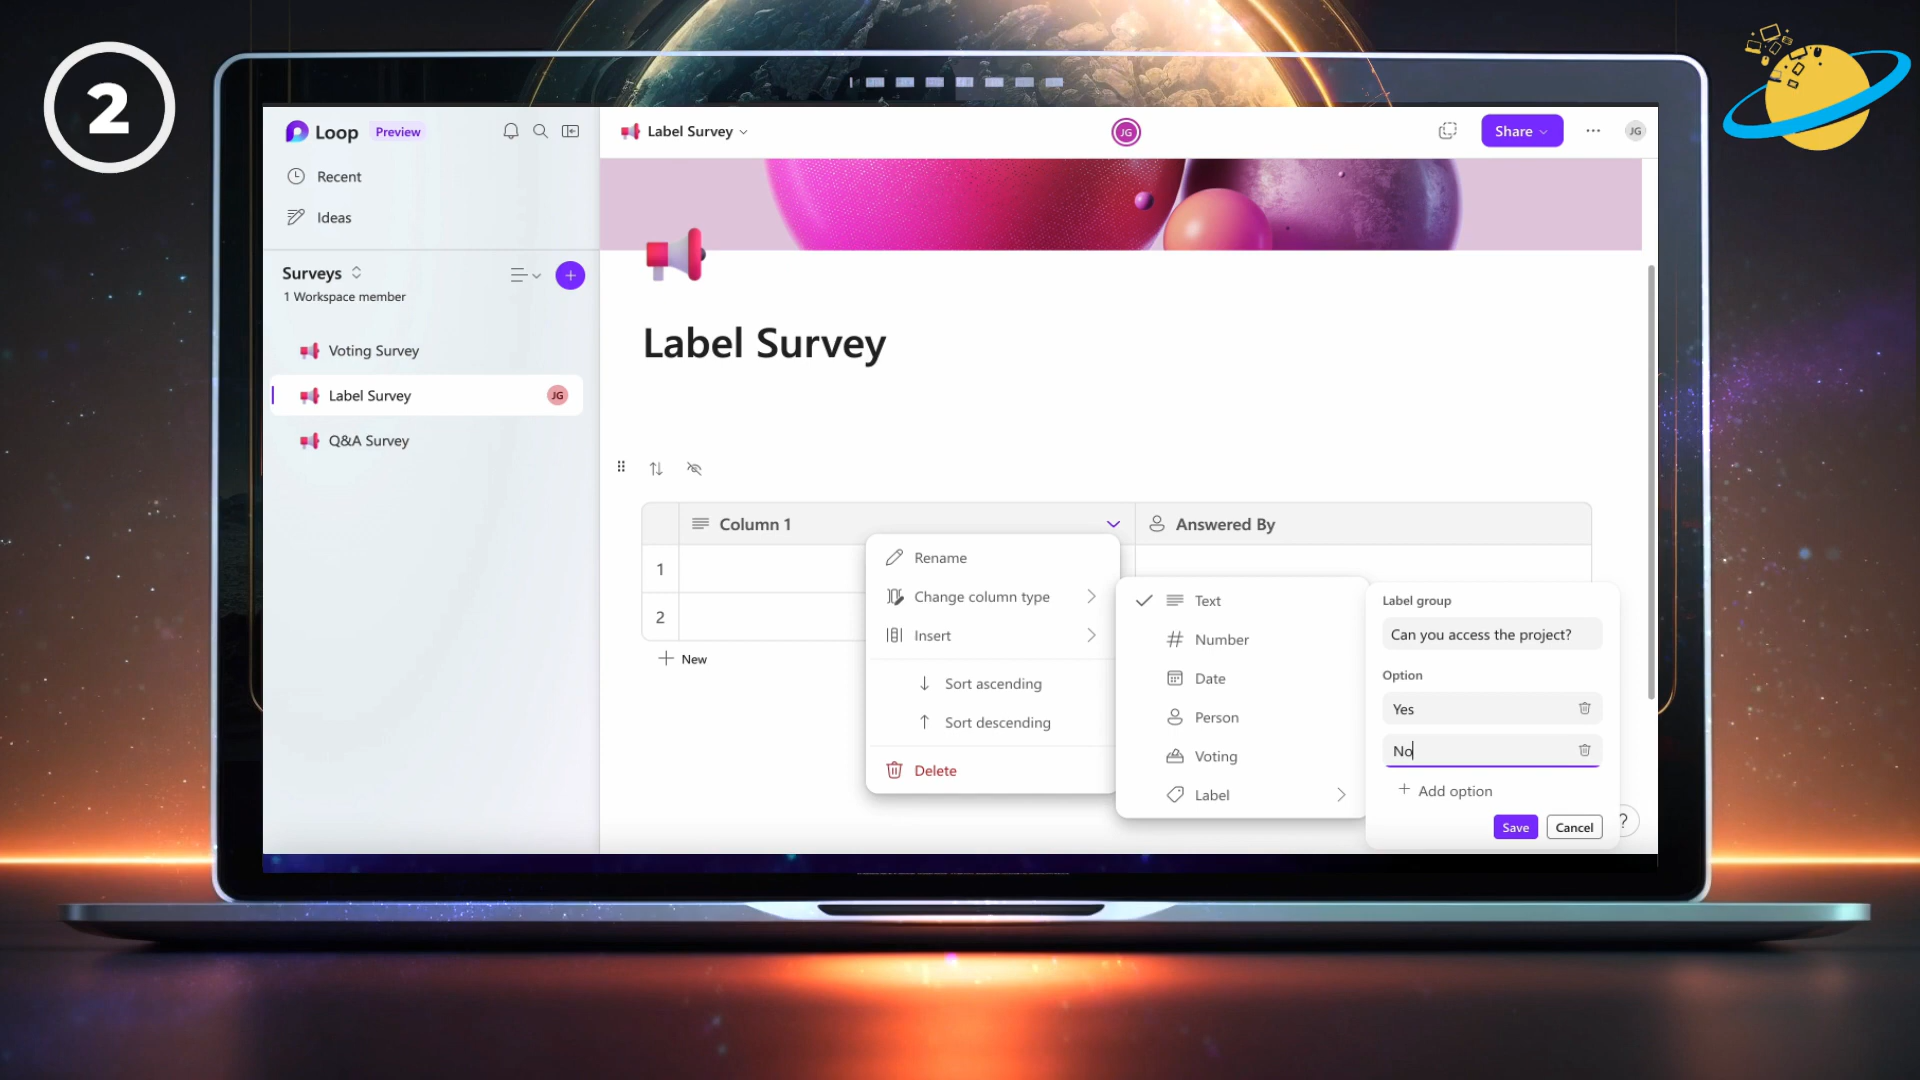 2
Loop Preview
Recent
Ideas
Surveys
1 Workspace member
Voting Survey
Label Survey
JG
Q&A Survey
Label Survey
JG
Share
JG
Label Survey
Column 1
Answered By
1
2
New
Rename
Change column type
Insert
Sort ascending
Sort descending
Delete
Text
Number
Date
Person
Voting
Label
Label group
Can you access the project?
Option
Yes
No
Add option
Save
Cancel
?